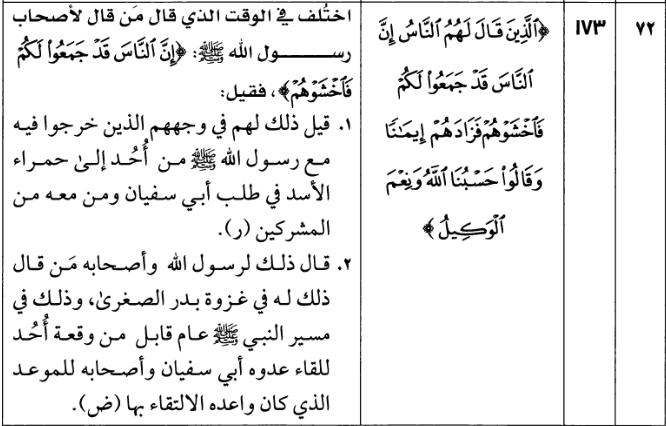 ٧٢
١٧٣
﴿ٱلَّذِينَ قَالَ لَهُمُ ٱلنَّاسُ إِنَّ
ٱلنَّاسَ قَدۡ جَمَعُواْ لَكُمۡ
فَٱخۡشَوۡهُمۡ فَزَادَهُمۡ إِيمَٰنٗا
وَقَالُواْ حَسۡبُنَا ٱللَّهُ وَنِعۡمَ
ٱلۡوَكِيلُ﴾
اختُلف في الوقت الذي قال مَن قال لأصحاب
رســـــول الله ﷺ: ﴿إِنَّ ٱلنَّاسَ قَدۡ جَمَعُواْ لَكُمۡ
فَٱخۡشَوۡهُمۡ﴾، فقيل:
١. قيل ذلك لهم في وجههم الذين خرجوا فيه
مع رسول الله ﷺ من أُحُد إلىٰ حمراء
الأسد في طلب أبي سفيان ومن معه من
المشركين (ر).
٢. قال ذلك لرسول الله وأصحابه مَن قال
ذلك له في غزوة بدر الصغرىٰ، وذلك في
مسير النبي ﷺ عام قابل من وقعة أُحُد
للقاء عدوه أبي سفيان وأصحابه للموعد
الذي كان واعده الالتقاء بها (ض).